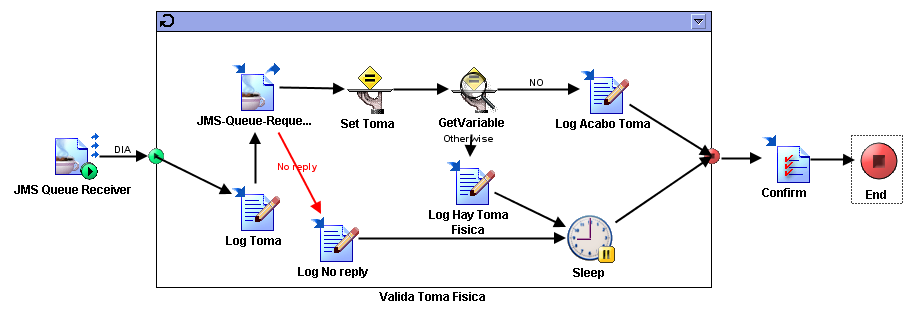 JMS Queue Receiver
DIA
JMS-Queue-Reque...
Set Toma
GetVariable
NO
Otherwise
Log Acabo Toma
No reply
Log Toma
Log No reply
Log Hay Toma
Fisica
Sleep
Confirm
End
Valida Toma Fisica